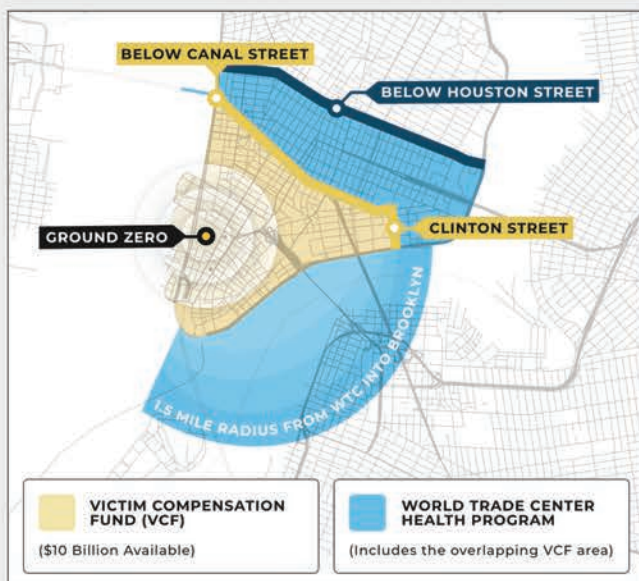 BELOW CANAL STREET
BELOW HOUSTON STREET
GROUND ZERO
CLINTON STREET
1.5 MILE RADIUS FROM WTC INTO BROOKLYN
VICTIM COMPENSATION
FUND (VCF)
($10 Billion Available)
WORLD TRADE CENTER
HEALTH PROGRAM
(Includes the overlapping VCF area)